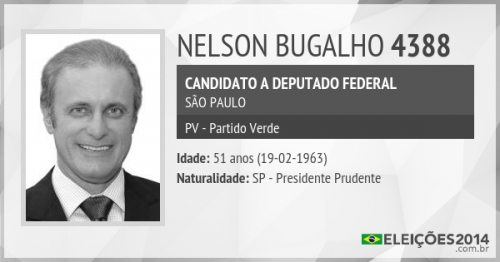 NELSON BUGALHO 4388
CANDIDATO A DEPUTADO FEDERAL
SÃO PAULO
PV - Partido Verde
Idade: 51 anos (19-02-1963)
Naturalidade: SP - Presidente Prudente
ELEIÇÕES2014
.com.br